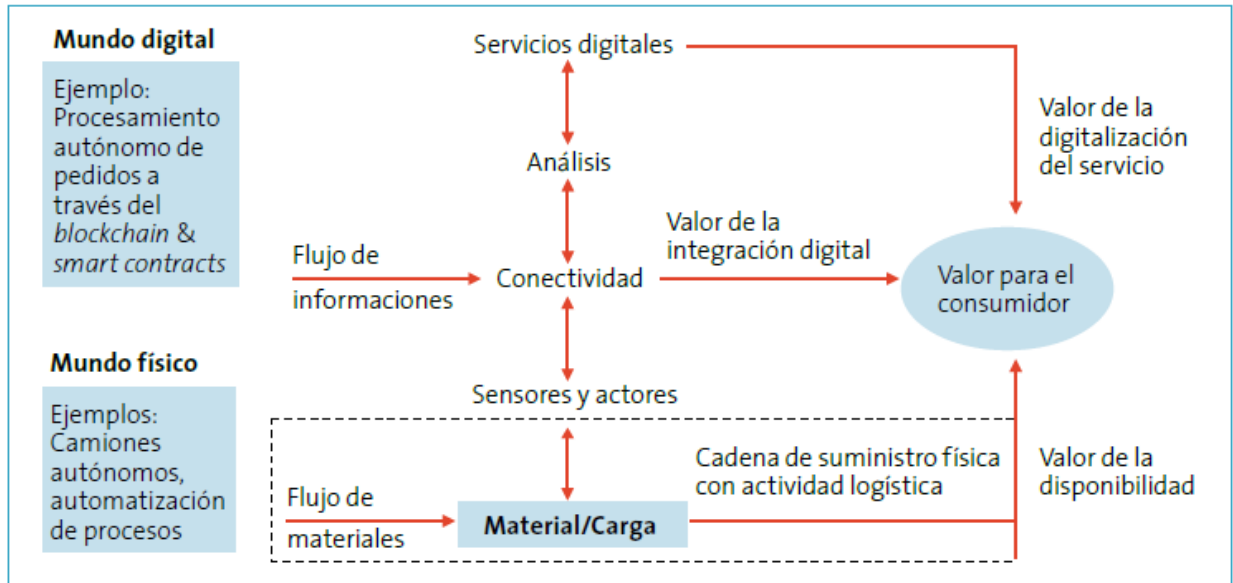 Mundo digital
Ejemplo:
Procesamiento
autónomo de
pedidos a
través del
blockchain &
smart contracts
Servicios digitales
Análisis
Flujo de
informaciones
Conectividad
Valor de la
integración digital
Valor de la
digitalización
del servicio
Valor para el
consumidor
Mundo físico
Ejemplos:
Camiones
autónomos,
automatización
de procesos
Sensores y actores
Flujo de
materiales
Material/Carga
Cadena de suministro física
con actividad logística
Valor de la
disponibilidad